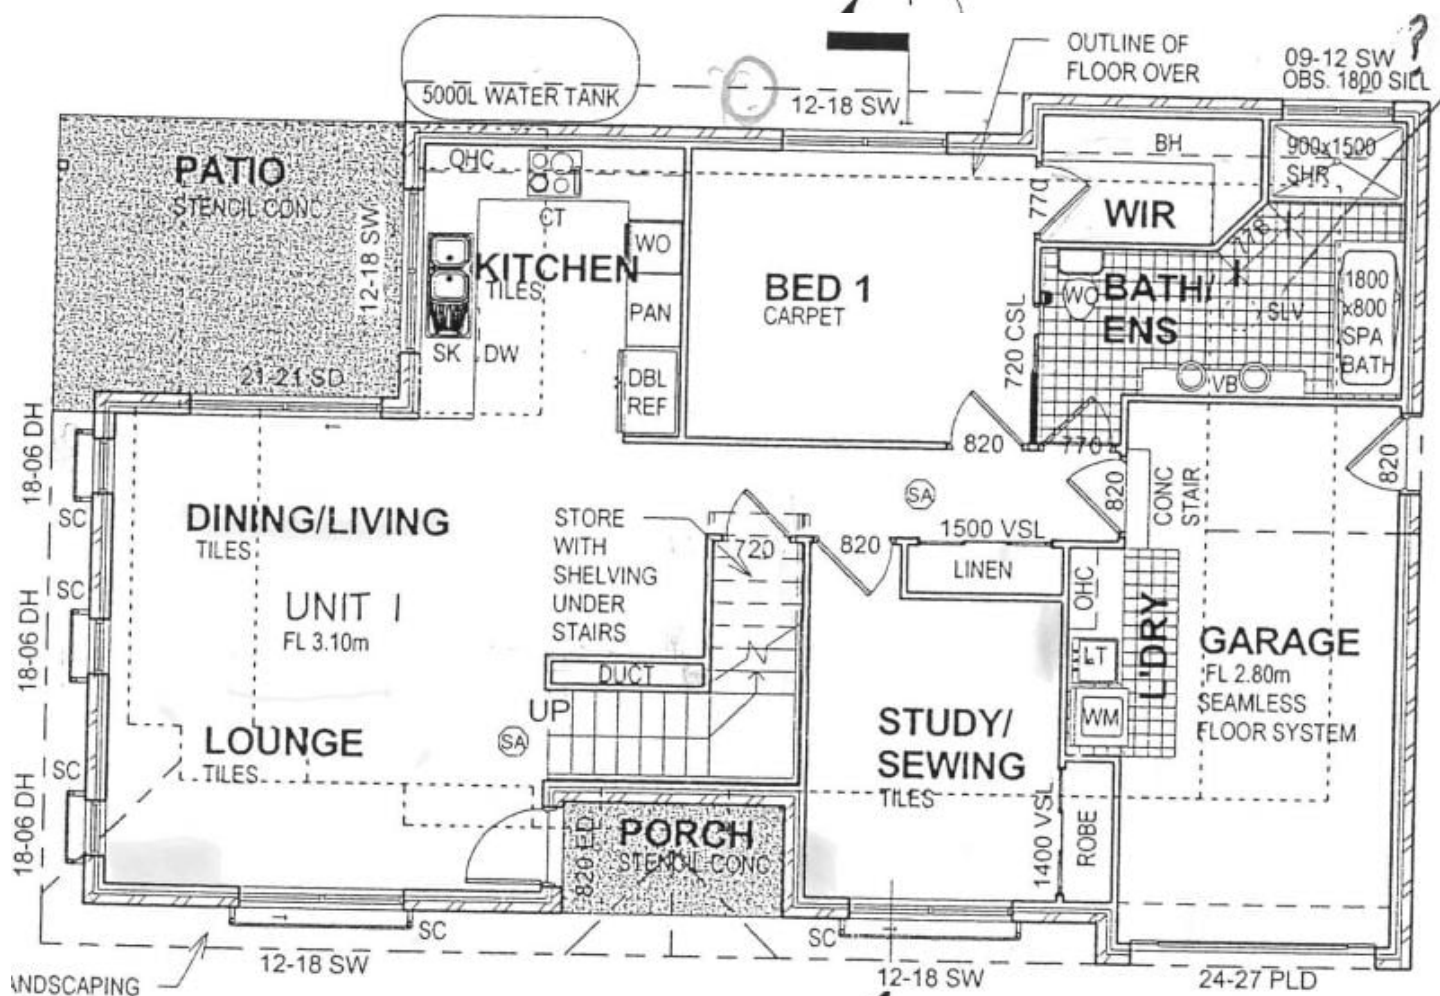 OUTLINE OF
FLOOR OVER
09-12 SW
OBS. 1800 SILL
?
5000L WATER TANK
12-18 SW
PATIO
STENCIL CONC
12-18 SW
21-21 SD
OHC
CT
WO
KITCHEN
TILES
PAN
SK
DW
DBL
REF
BED 1
CARPET
770
BH
WIR
900x1500
SHR
770
BATH/
ENS
WC
SLV
1800
x800
SPA
BATH
720 CSL
VB
820
770
820
820
CONC
STAIR
18-06 DH
SC
DINING/LIVING
TILES
UNIT 1
FL 3.10m
STORE
WITH
SHELVING
UNDER
STAIRS
720
SA
820
1500 VSL
LINEN
OHC
L'DRY
LT
WM
GARAGE
FL 2.80m
SEAMLESS
FLOOR SYSTEM
SC
18-06 DH
DUCT
UP
SA
LOUNGE
TILES
STUDY/
SEWING
TILES
1400 VSL
ROBE
SC
18-06 DH
820 ED
PORCH
STENCIL CONC
SC
12-18 SW
SC
12-18 SW
24-27 PLD
ANDSCAPING